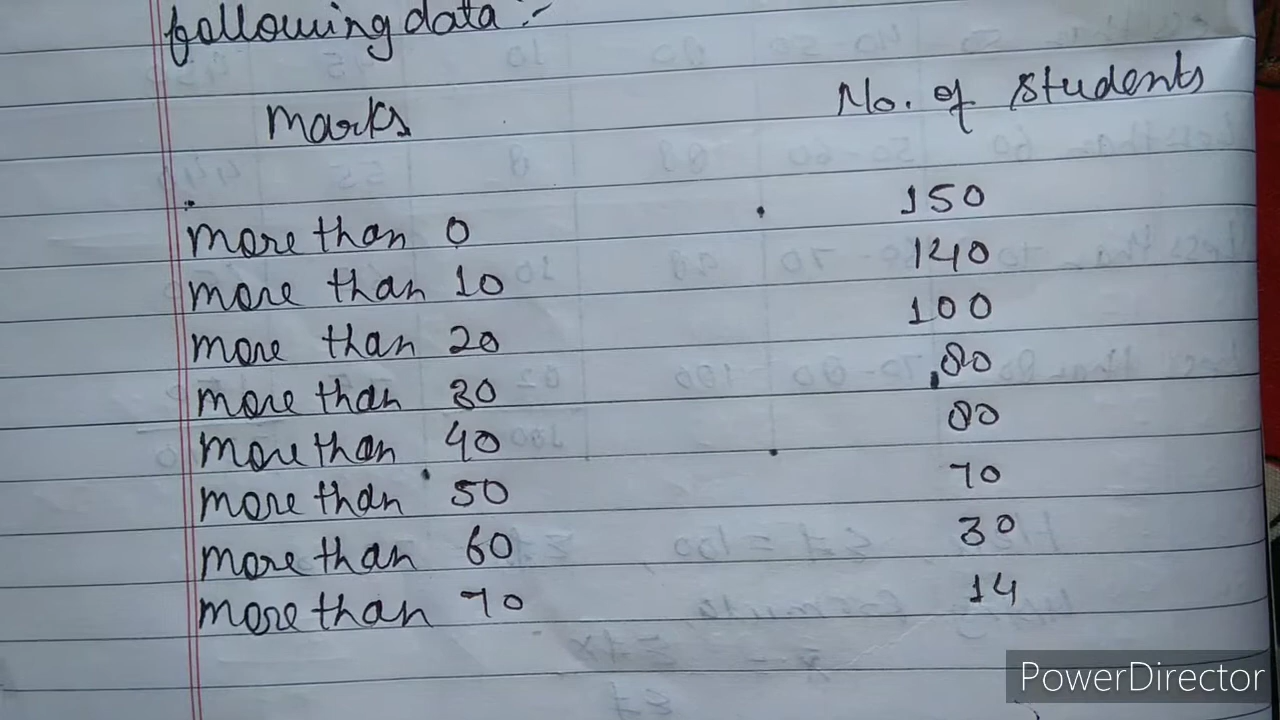 following data :-
Marks No. of students
more than 0 150
more than 10 140
more than 20 100
more than 30 80
more than 40 80
more than 50 70
more than 60 30
more than 70 14
PowerDirector